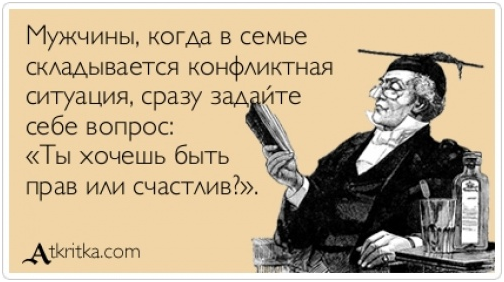 Мужчины, когда в семье
складывается конфликтная
ситуация, сразу задайте
себе вопрос:
«Ты хочешь быть
прав или счастлив?».
Atkritka.com